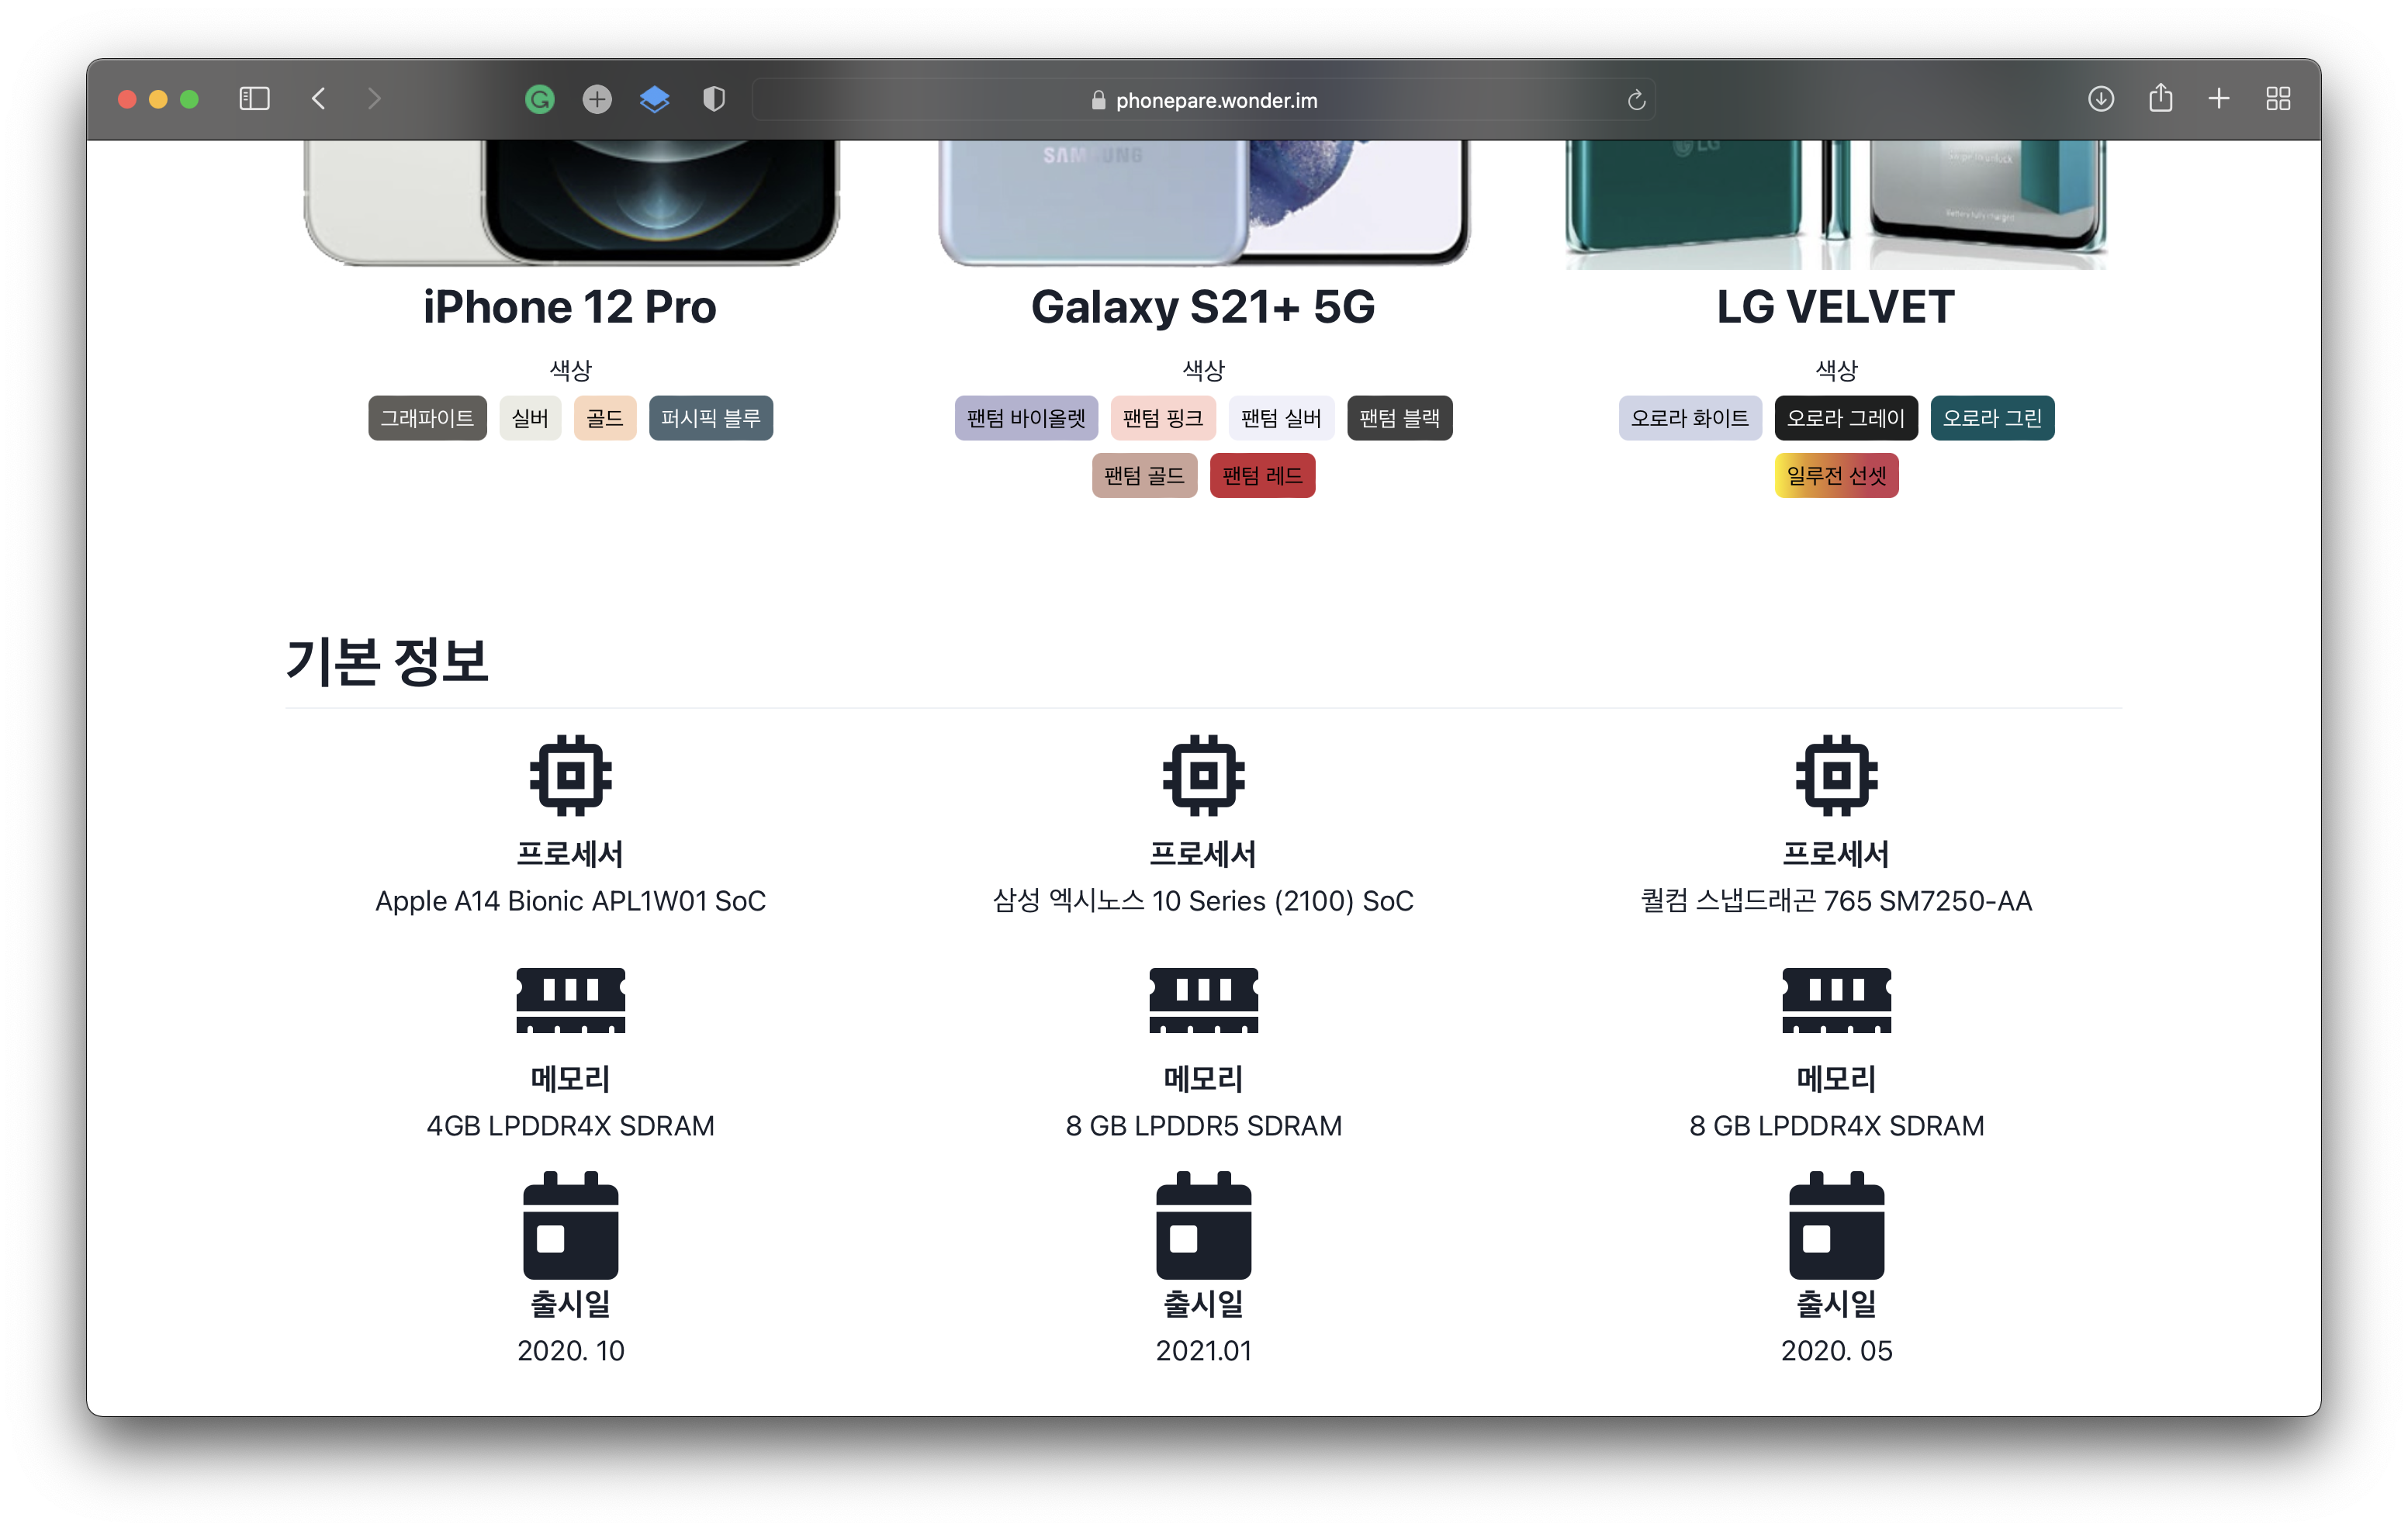 phonepare.wonder.im
SAMSUNG
LG
iPhone 12 Pro
Galaxy S21+ 5G
LG VELVET
색상
색상
색상
그래파이트 실버 골드 퍼시픽 블루
팬텀 바이올렛 팬텀 핑크 팬텀 실버 팬텀 블랙
팬텀 골드 팬텀 레드
오로라 화이트 오로라 그레이 오로라 그린
일루전 선셋
기본 정보
프로세서
프로세서
프로세서
Apple A14 Bionic APL1W01 SoC
삼성 엑시노스 10 Series (2100) SoC
퀄컴 스냅드래곤 765 SM7250-AA
메모리
메모리
메모리
4GB LPDDR4X SDRAM
8 GB LPDDR5 SDRAM
8 GB LPDDR4X SDRAM
출시일
출시일
출시일
2020. 10
2021.01
2020. 05